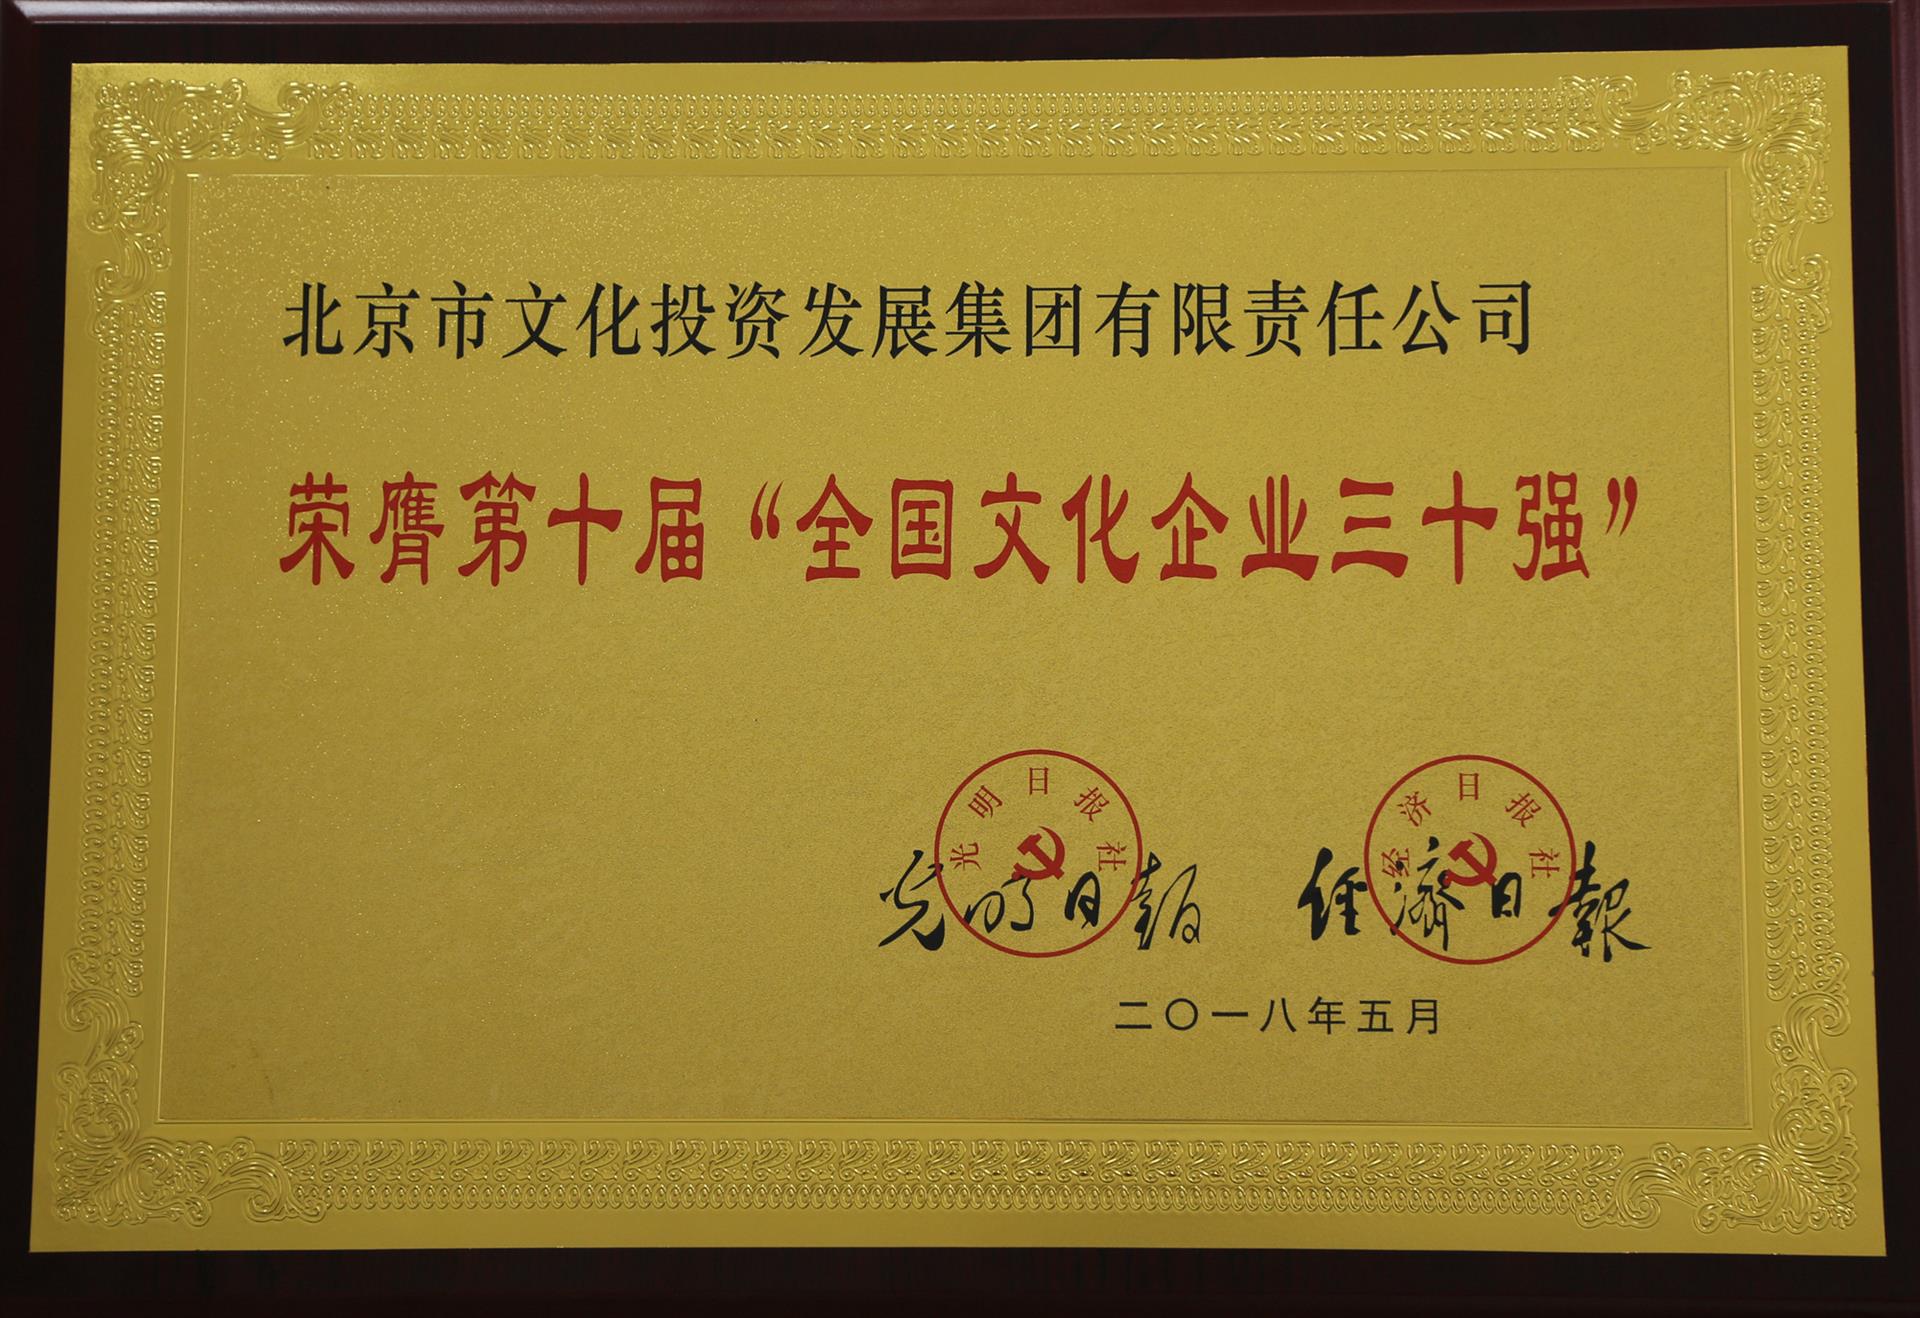 北京市文化投资发展集团有限责任公司
荣膺第十届“全国文化企业三十强”
光明日报社
经济日报社
光明日報
經濟日報
二〇一八年五月